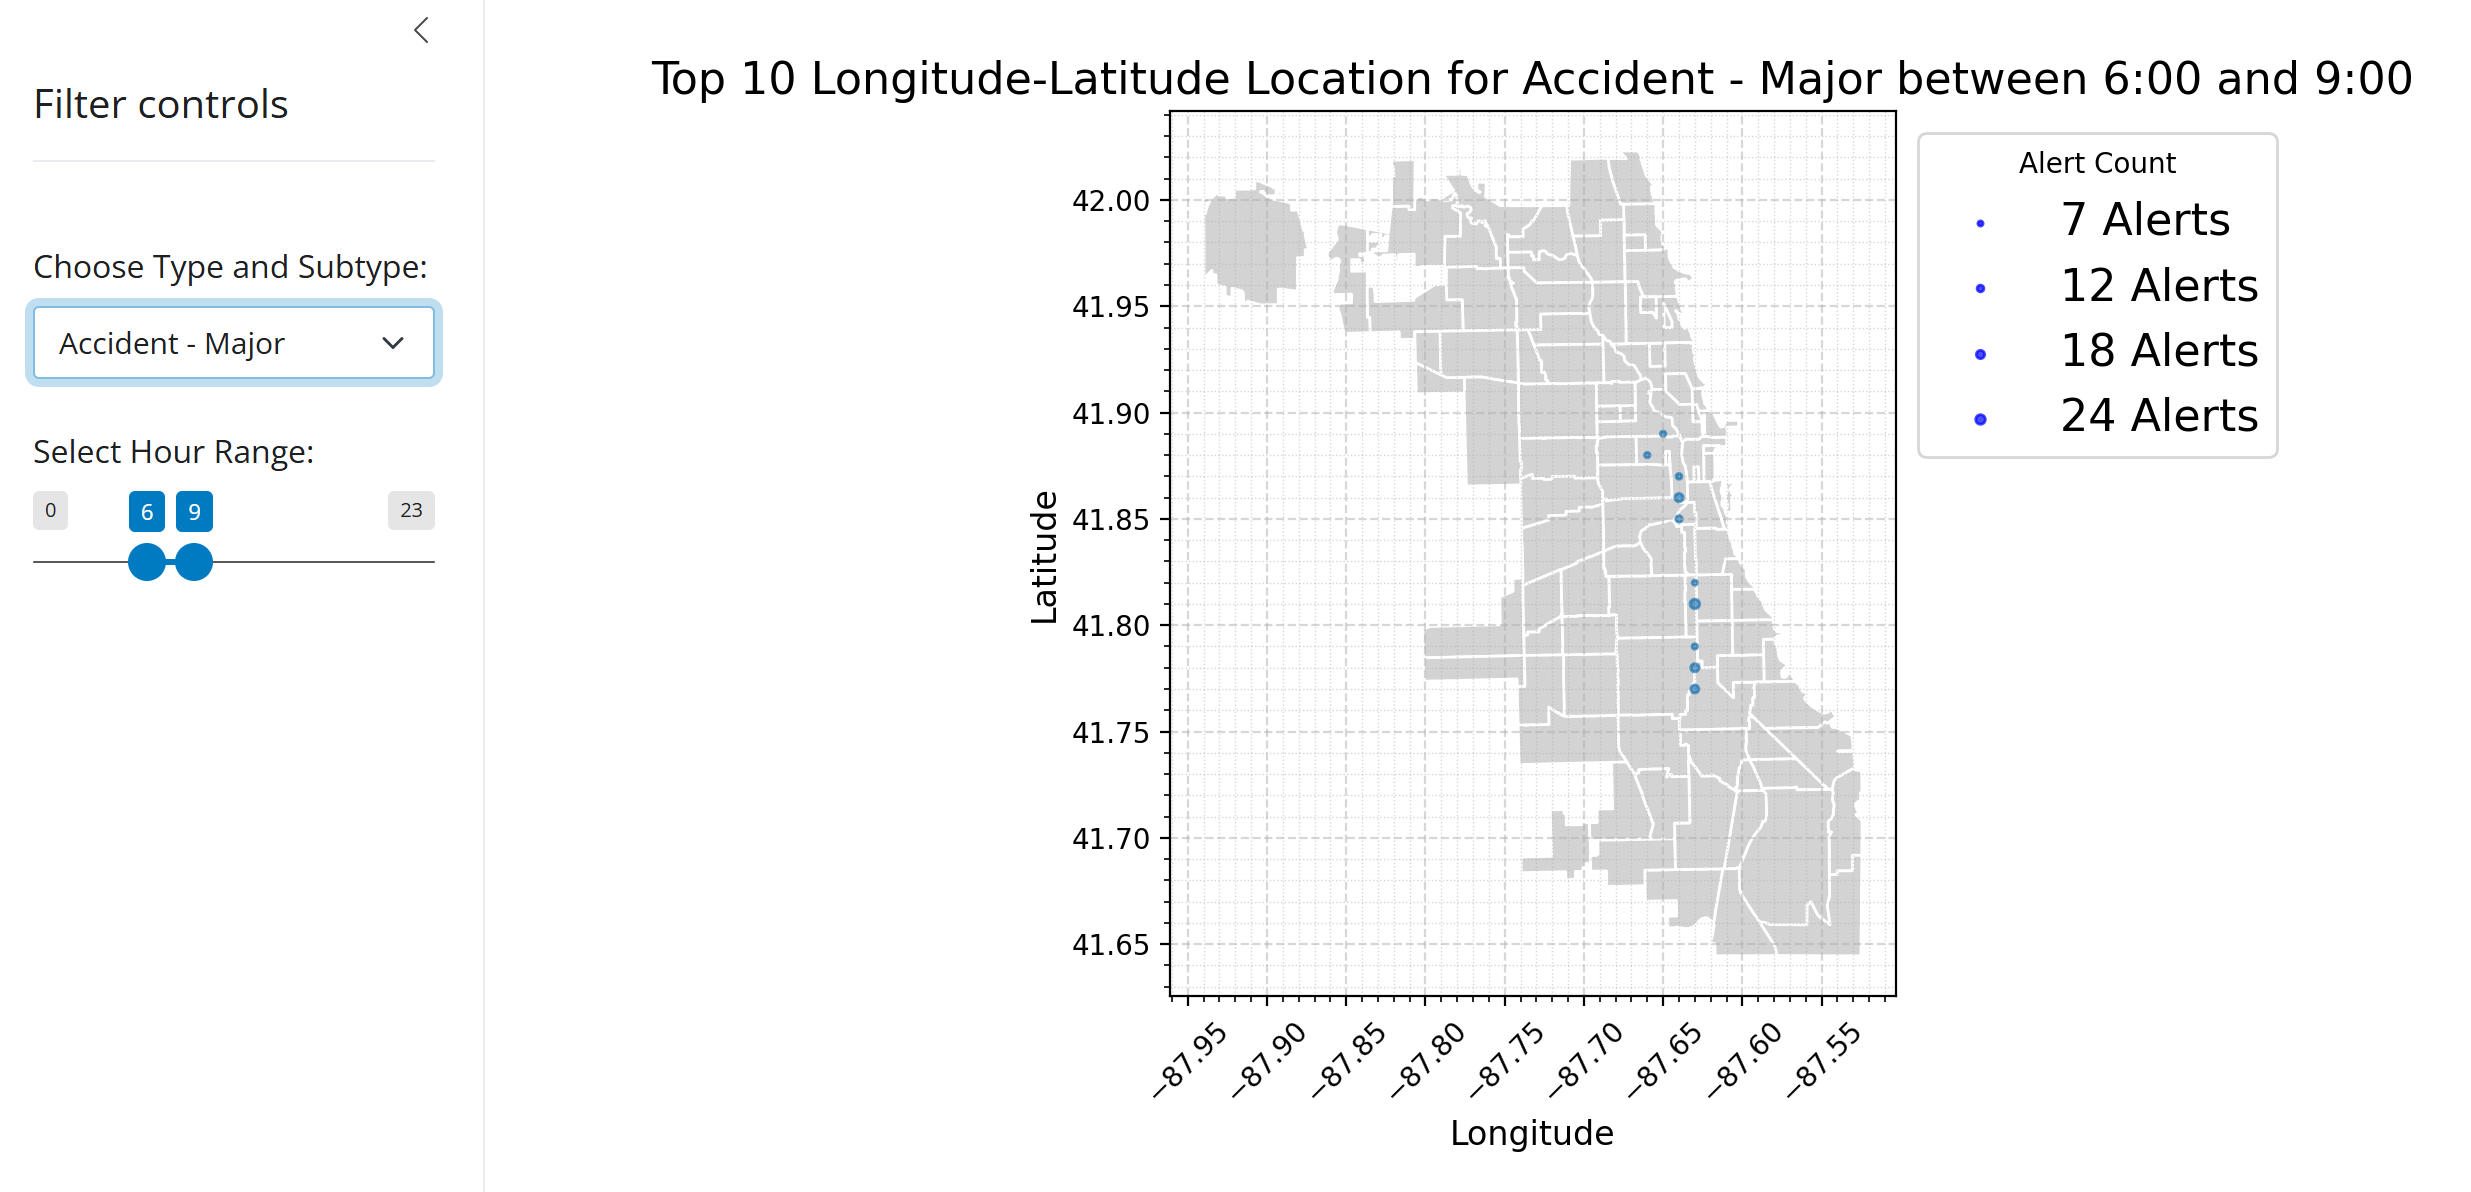 Filter controls
Choose Type and Subtype:
Accident - Major
Select Hour Range:
0
6
9
23
Top 10 Longitude-Latitude Location for Accident - Major between 6:00 and 9:00
Alert Count
7 Alerts
12 Alerts
18 Alerts
24 Alerts
Latitude
42.00
41.95
41.90
41.85
41.80
41.75
41.70
41.65
−87.95
−87.90
−87.85
−87.80
−87.75
−87.70
−87.65
−87.60
−87.55
Longitude